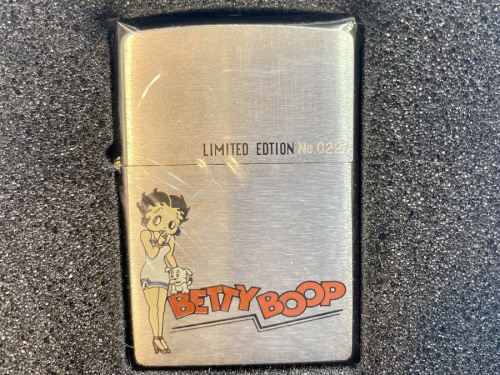 LIMITED EDITION No.022
BETTY BOOP